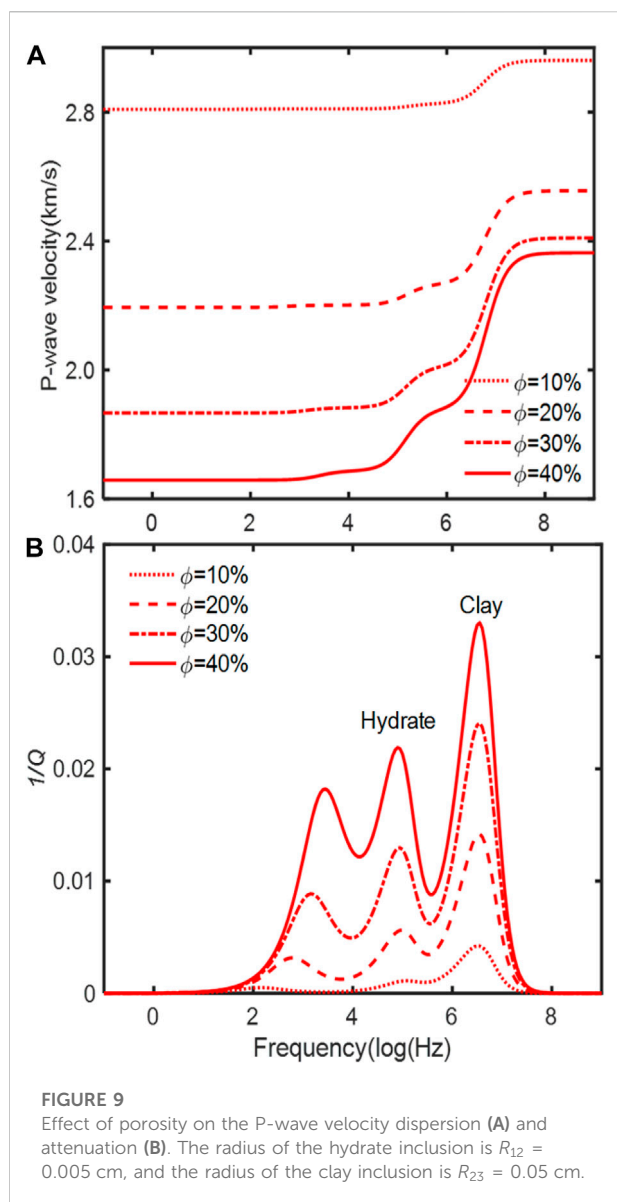 A
P-wave velocity(km/s)
2.8
2.4
2.0
1.6
ϕ=10%
ϕ=20%
ϕ=30%
ϕ=40%
0 2 4 6 8
B
1/Q
0.04
0.03
0.02
0.01
0
ϕ=10%
ϕ=20%
ϕ=30%
ϕ=40%
Hydrate
Clay
0 2 4 6 8
Frequency(log(Hz)
FIGURE 9
Effect of porosity on the P-wave velocity dispersion (A) and
attenuation (B). The radius of the hydrate inclusion is R₁₂ =
0.005 cm, and the radius of the clay inclusion is R₂₃ = 0.05 cm.